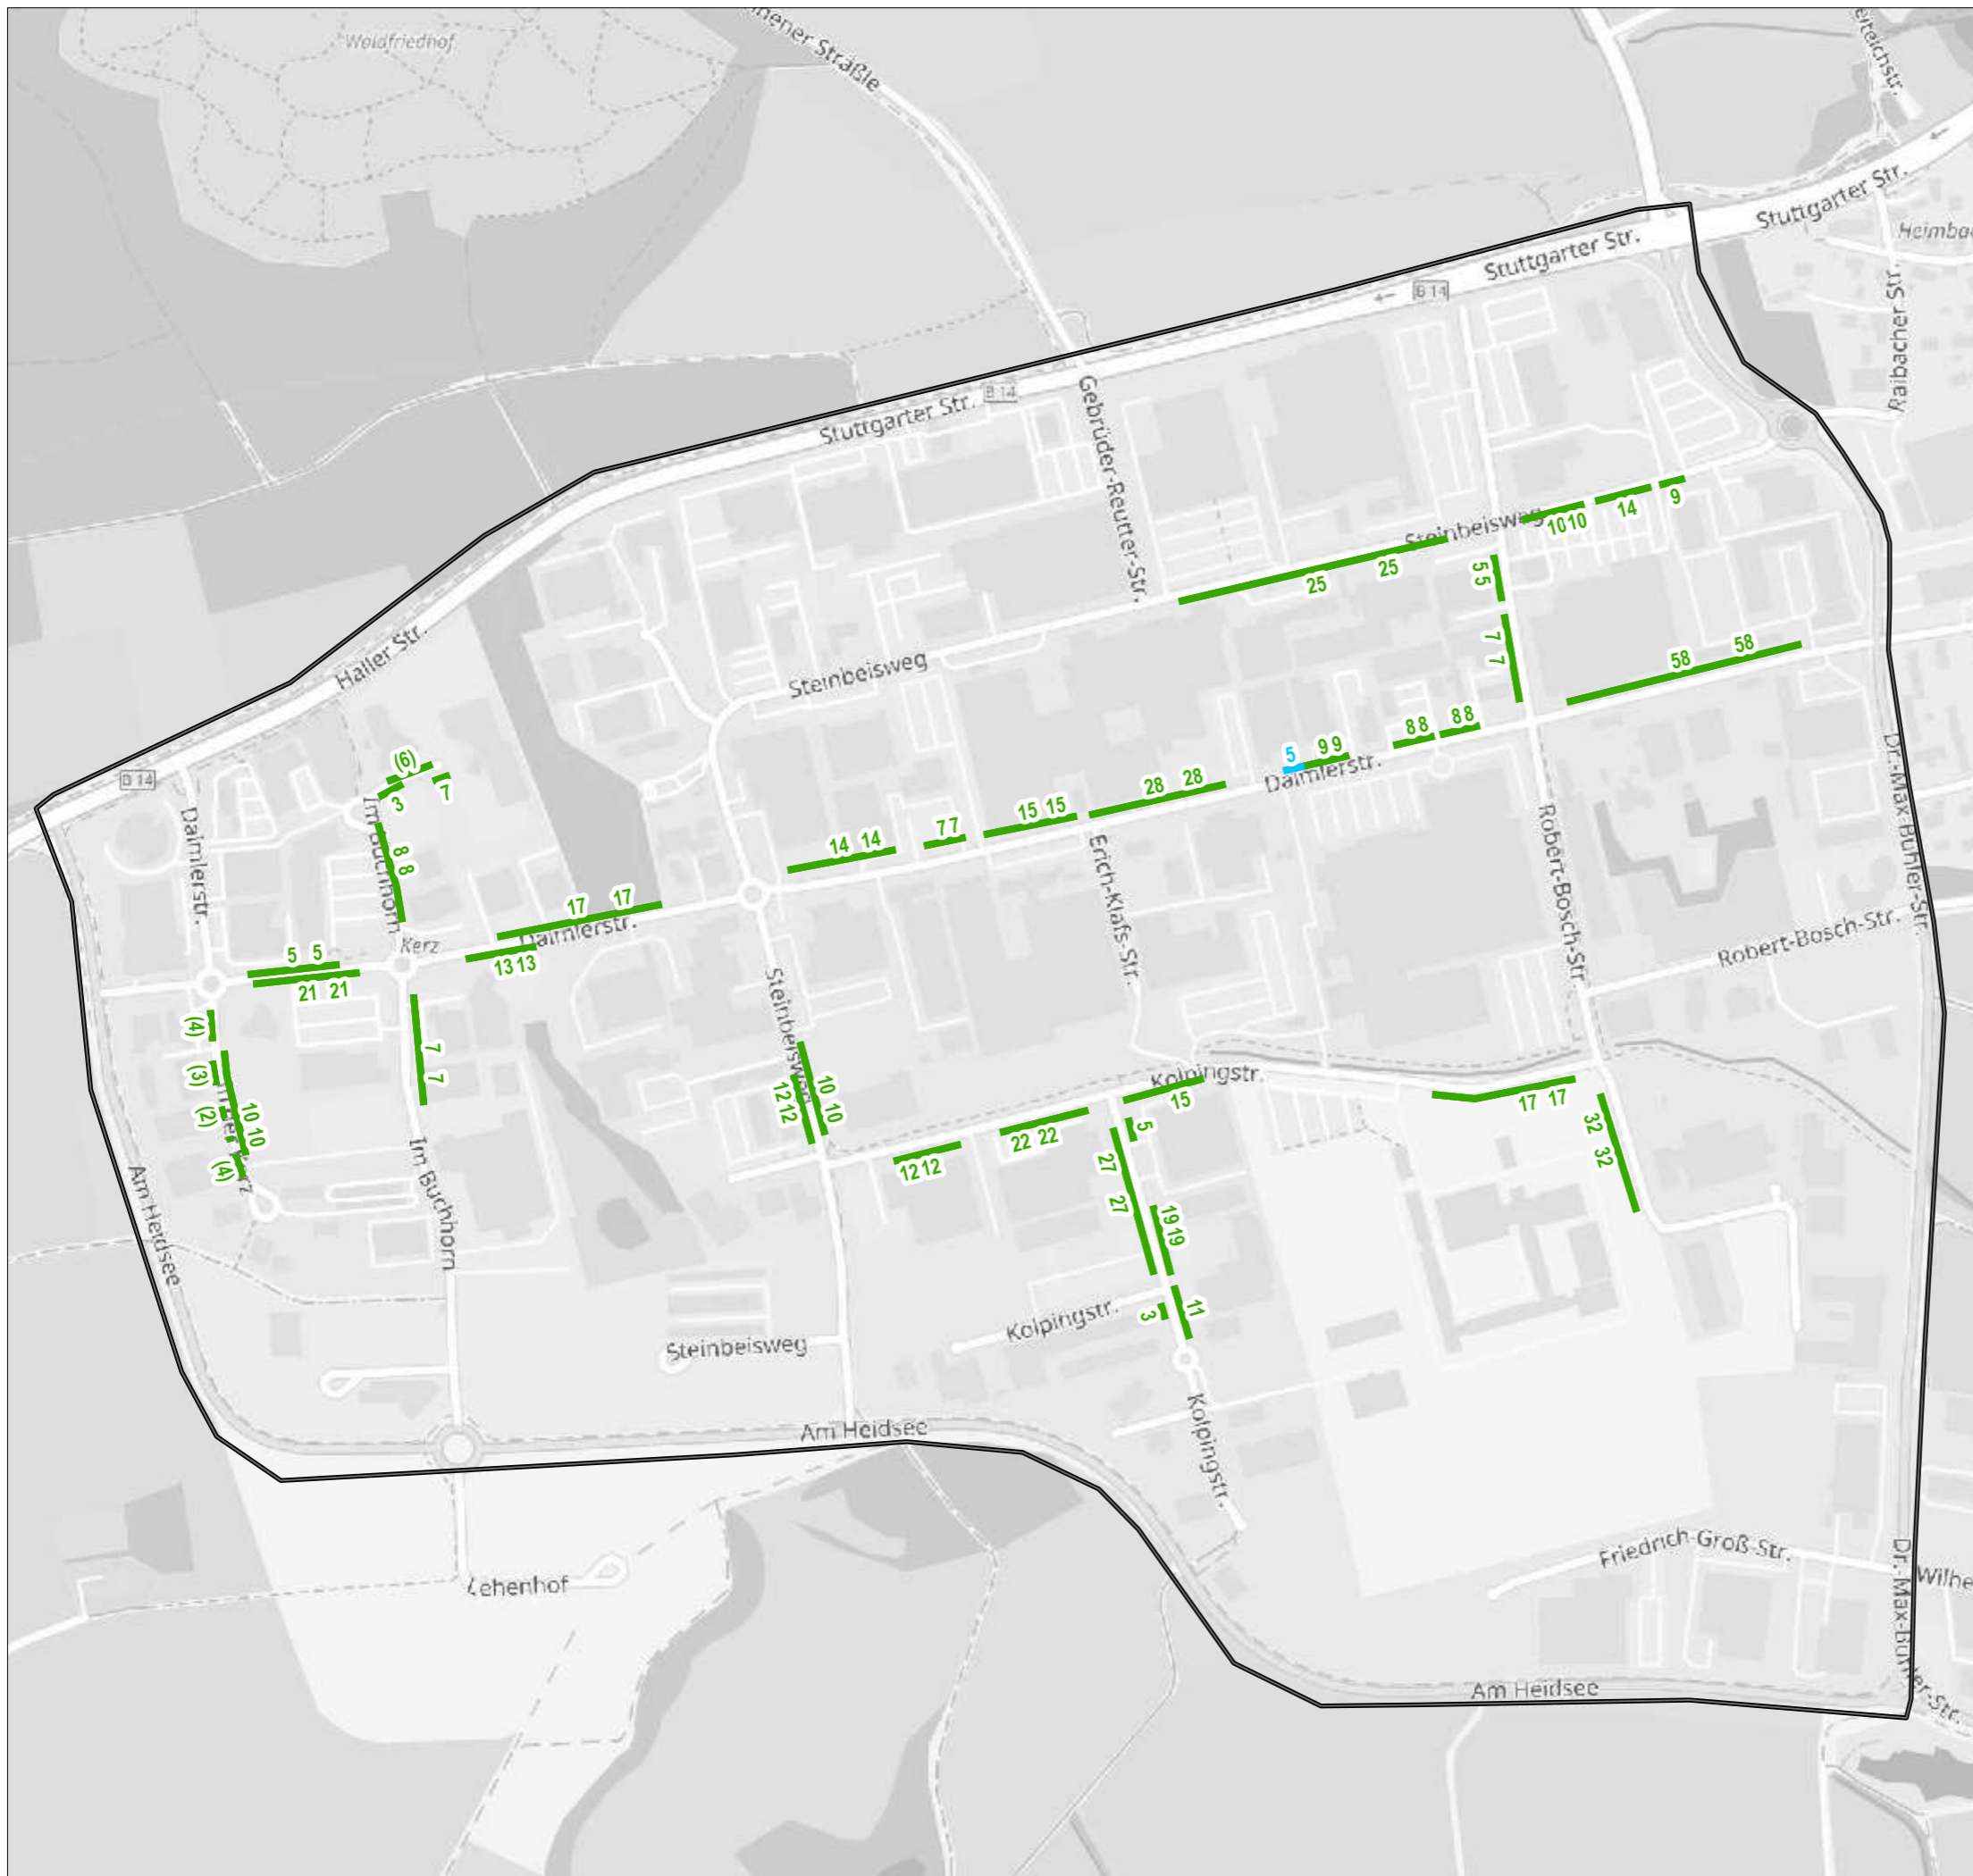 Waldfriedhof
Sträßle
Stuttgarter Str.
Stuttgarter Str.
B 14
Raibacher Str.
B 14
Stuttgarter Str.
Gebrüder-Reutter-Str.
9
14
10 10
Steinbeisweg
25
25
5 5
7
7
58
58
Haller Str.
Steinbeisweg
8 8
8 8
5
9 9
Daimlerstr.
B 14
(6)
7
3
28
28
15 15
7 7
14 14
Daimlerstr.
Im Buchhorn
8
8
Erich-Klafs-Str.
Robert-Bosch-Str.
Dr.-Max-Bühler-Str.
17
17
Daimlerstr.
Kerz
13 13
5 5
21 21
Robert-Bosch-Str.
Steinbeisweg
(4)
(3)
(2)
(4)
10
10
7
7
10
10
12
12
Kolpingstr.
15
17 17
32
32
22 22
12 12
5
27
27
19
19
Am Heidsee
Im Buchhorn
11
3
Kolpingstr.
Steinbeisweg
Am Heidsee
Kolpingstr.
Friedrich-Groß-Str.
Lehenhof
Dr.-Max-Bühler-Str.
Am Heidsee